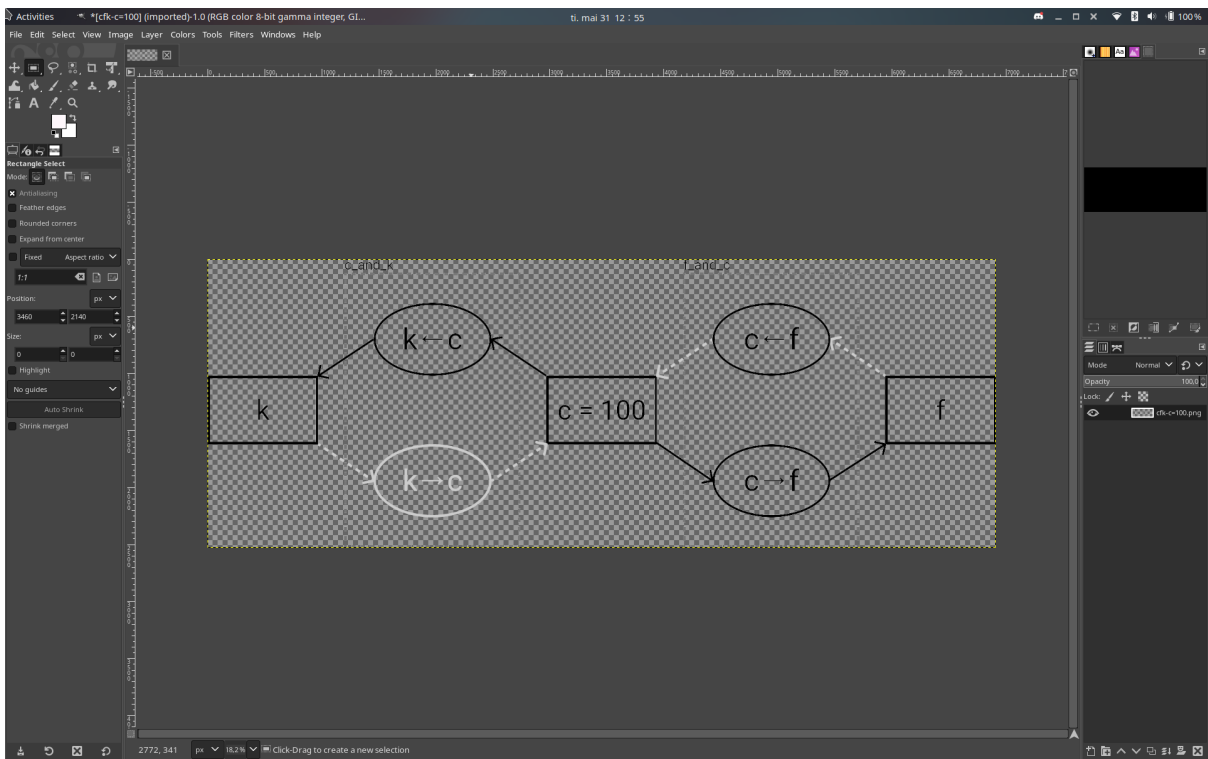 Activities
*[cfk-c=100] (imported)-1.0 (RGB color 8-bit gamma integer, GI...
ti. mai 31 12:55
100%
File Edit Select View Image Layer Colors Tools Filters Windows Help
Rectangle Select
Mode:
Antialiasing
Feather edges
Rounded corners
Expand from center
Fixed Aspect ratio
1:1
Position: px
3460 2140
Size: px
0 0
Highlight
No guides
Auto Shrink
Shrink merged
c_and_k
f_and_c
k←c
c←f
k
c = 100
f
k→c
c→f
Mode Normal
Opacity 100,0
Lock:
cfk-c=100.png
2772, 341 px 18,2% Click-Drag to create a new selection